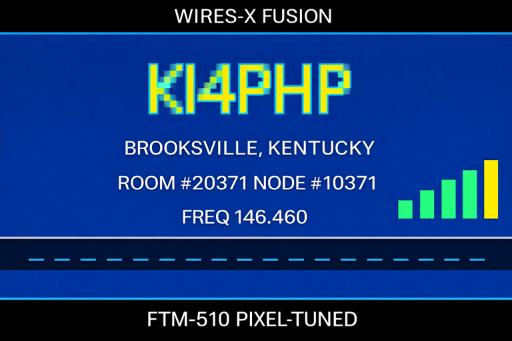 WIRES-X FUSION
KI4PHP
BROOKSVILLE, KENTUCKY
ROOM #20371 NODE #10371
FREQ 146.460
FTM-510 PIXEL-TUNED